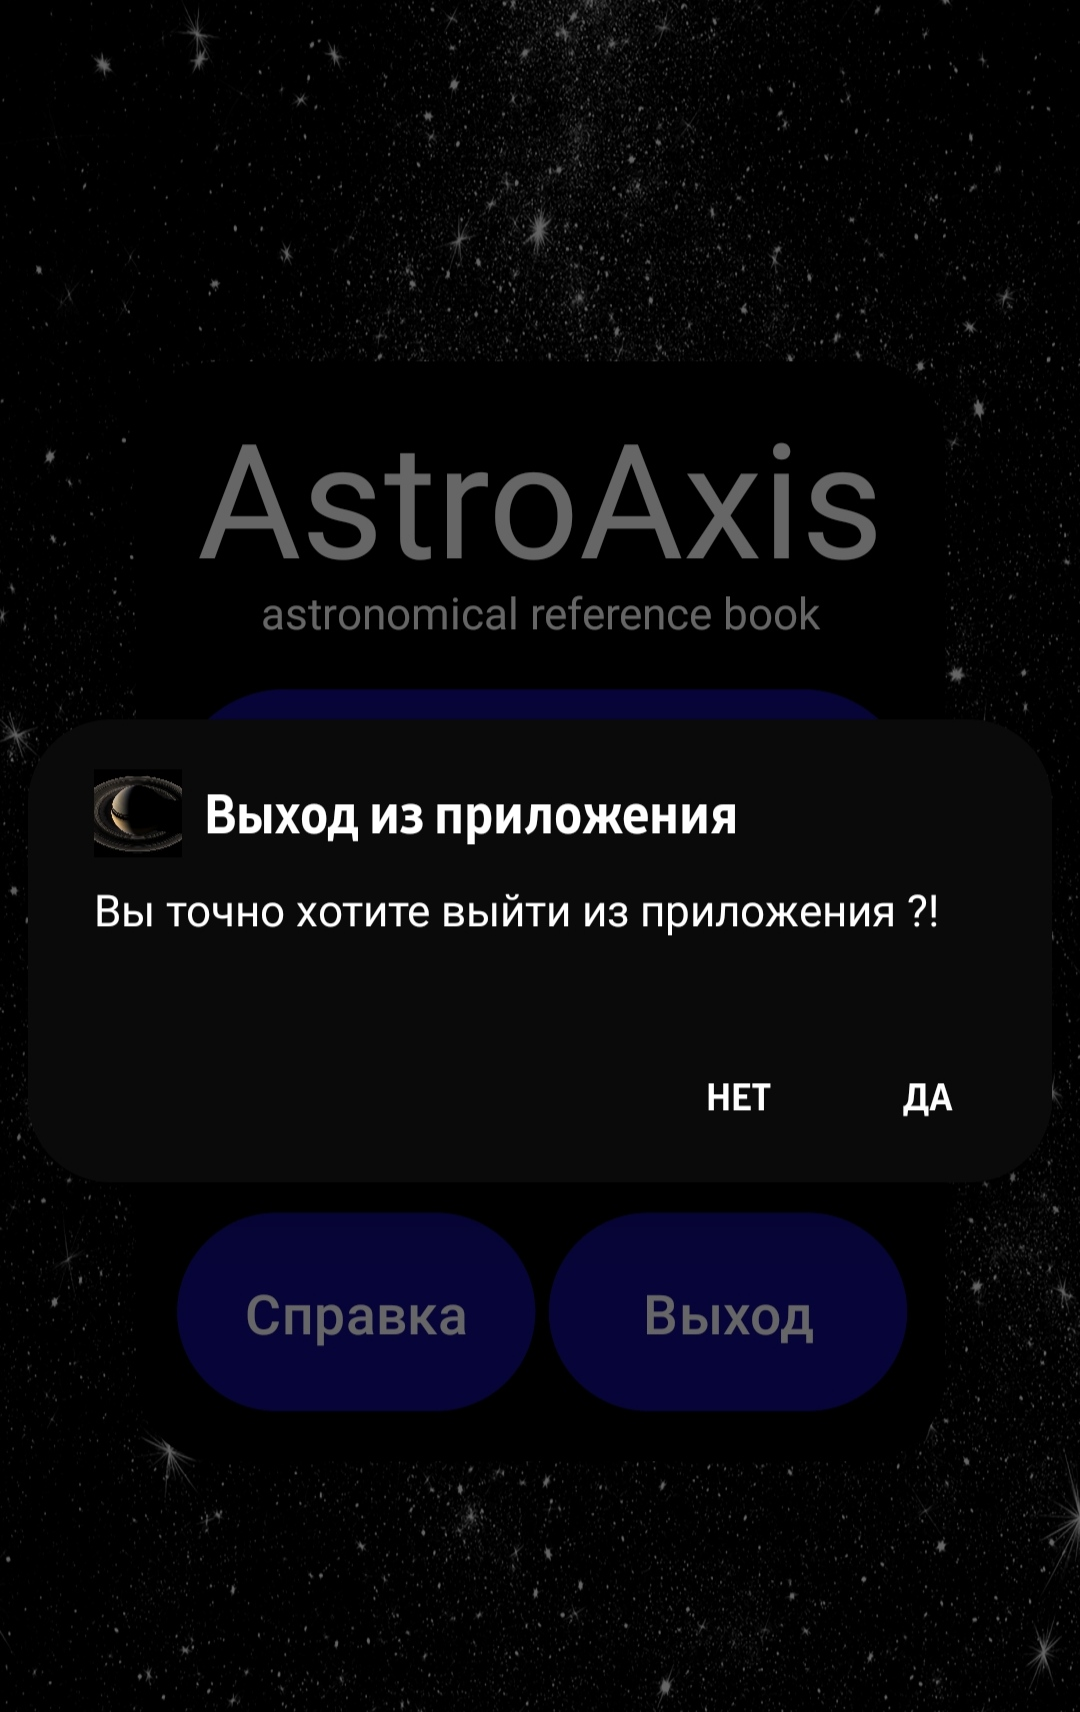 AstroAxis
astronomical reference book
Выход из приложения
Вы точно хотите выйти из приложения ?!
НЕТ ДА
Справка Выход